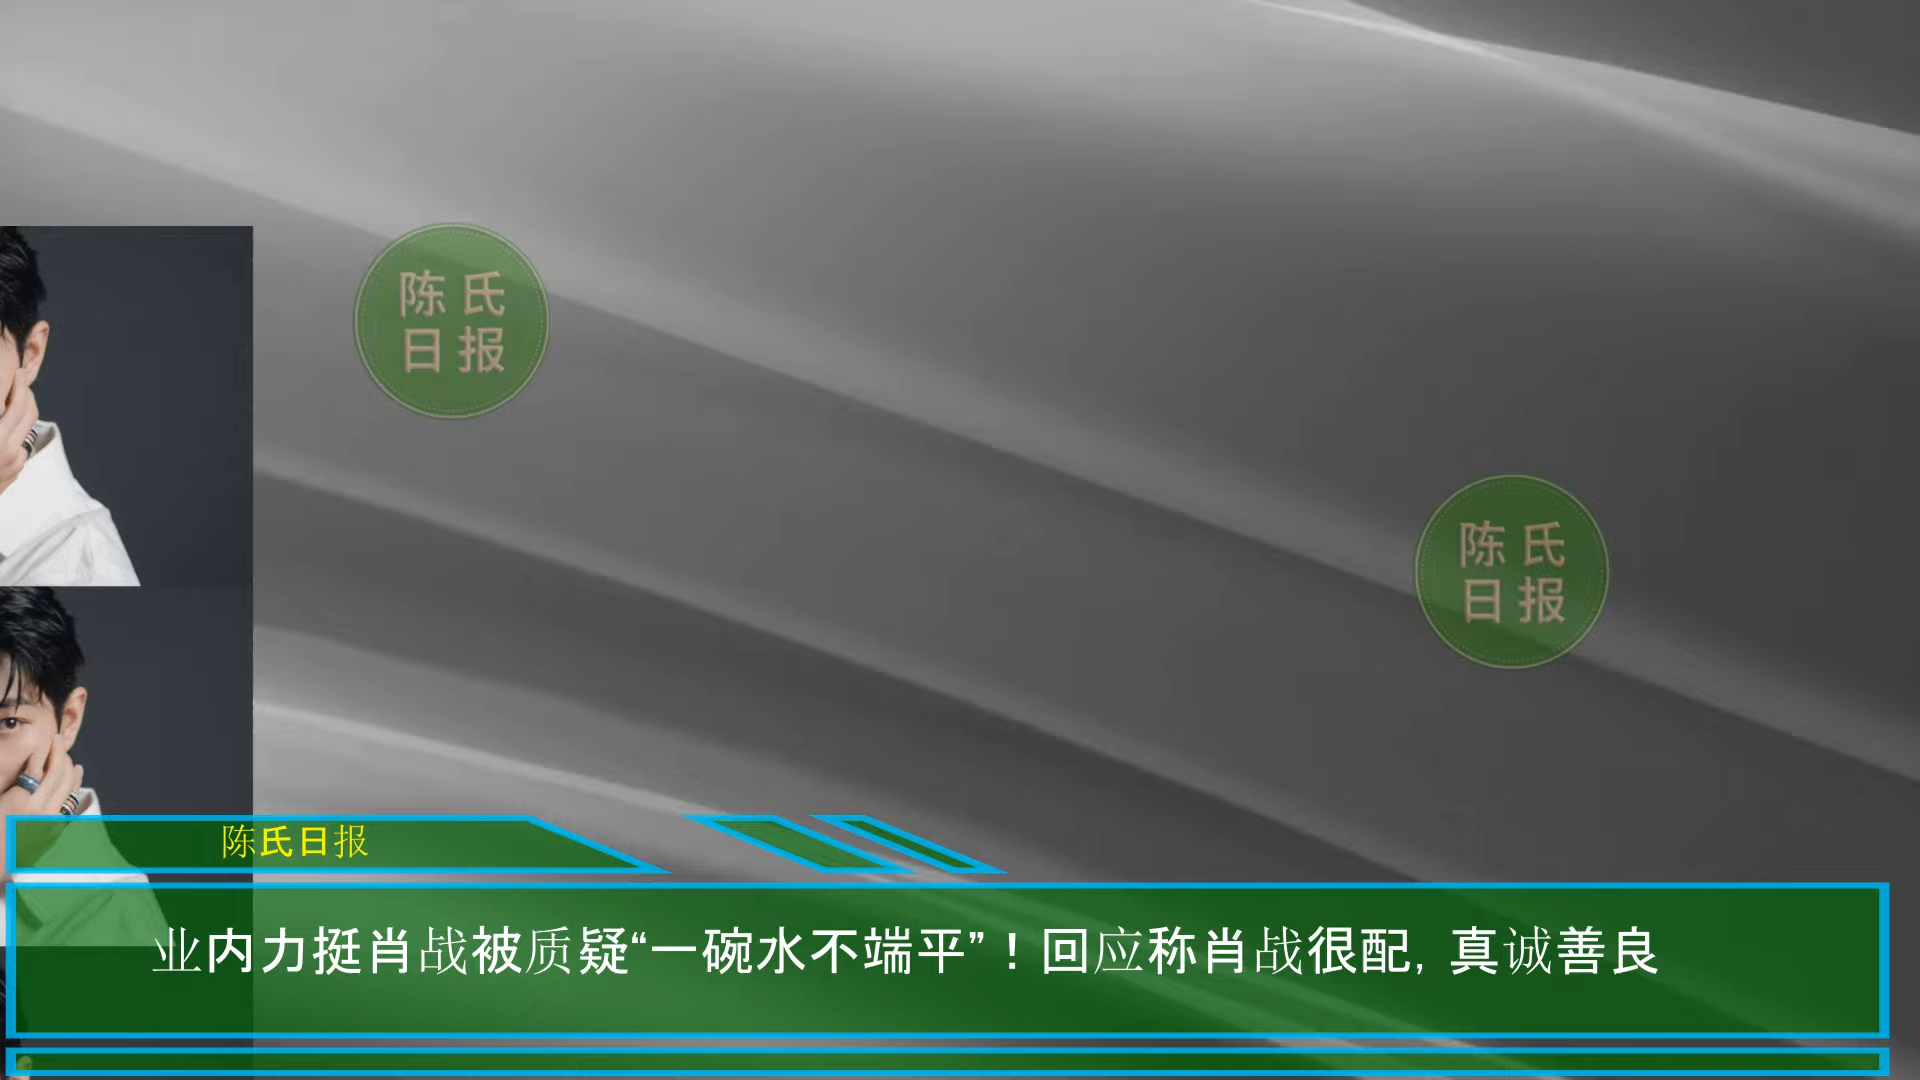 陈氏
日报
陈氏
日报
陈氏日报
业内力挺肖战被质疑“一碗水不端平”！回应称肖战很配，真诚善良